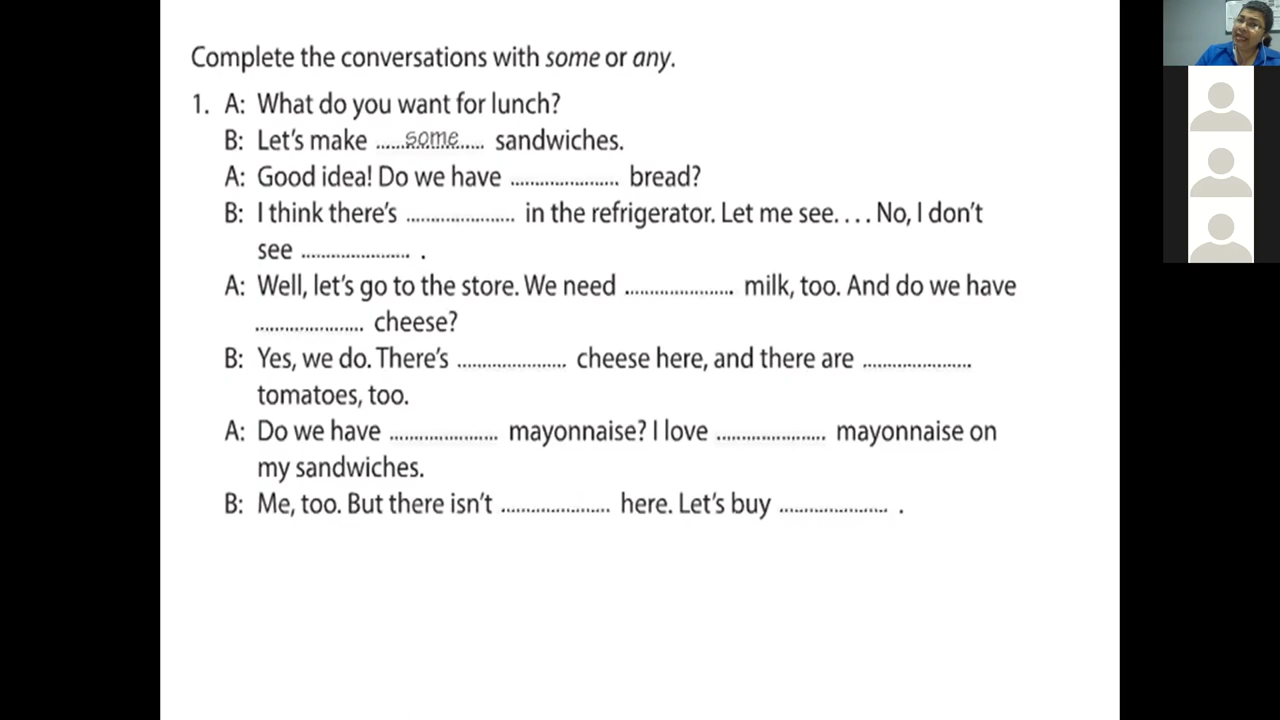 Complete the conversations with some or any.
1. A: What do you want for lunch?
B: Let's make ......some...... sandwiches.
A: Good idea! Do we have ..................... bread?
B: I think there's ..................... in the refrigerator. Let me see. . . . No, I don't
see ..................... .
A: Well, let's go to the store. We need ..................... milk, too. And do we have
..................... cheese?
B: Yes, we do. There's ..................... cheese here, and there are .....................
tomatoes, too.
A: Do we have ..................... mayonnaise? I love ..................... mayonnaise on
my sandwiches.
B: Me, too. But there isn't ..................... here. Let's buy ..................... .